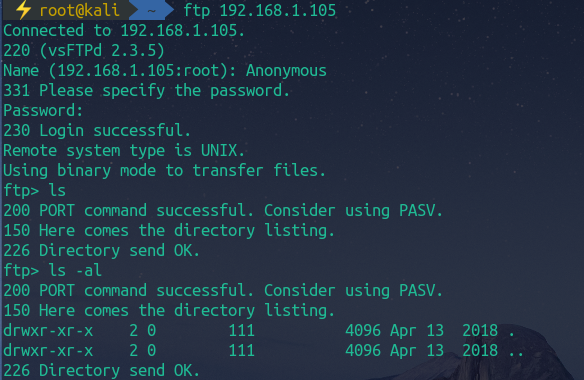 ⚡ root@kali ~ ftp 192.168.1.105
Connected to 192.168.1.105.
220 (vsFTPd 2.3.5)
Name (192.168.1.105:root): Anonymous
331 Please specify the password.
Password:
230 Login successful.
Remote system type is UNIX.
Using binary mode to transfer files.
ftp> ls
200 PORT command successful. Consider using PASV.
150 Here comes the directory listing.
226 Directory send OK.
ftp> ls -al
200 PORT command successful. Consider using PASV.
150 Here comes the directory listing.
drwxr-xr-x    2 0        111          4096 Apr 13  2018 .
drwxr-xr-x    2 0        111          4096 Apr 13  2018 ..
226 Directory send OK.